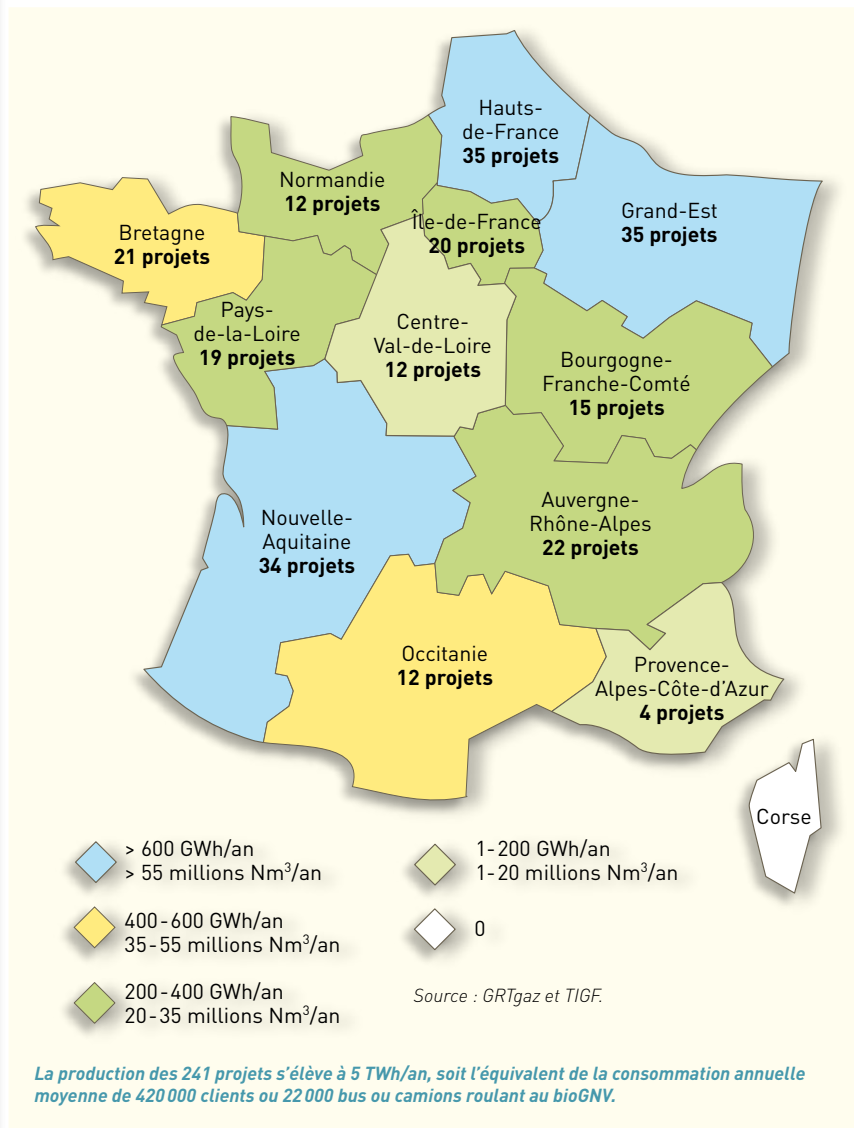 Hauts-
de-France
35 projets
Normandie
12 projets
Île-de-France
20 projets
Grand-Est
35 projets
Bretagne
21 projets
Pays-
de-la-Loire
19 projets
Centre-
Val-de-Loire
12 projets
Bourgogne-
Franche-Comté
15 projets
Nouvelle-
Aquitaine
34 projets
Auvergne-
Rhône-Alpes
22 projets
Occitanie
12 projets
Provence-
Alpes-Côte-d'Azur
4 projets
Corse
> 600 GWh/an
> 55 millions Nm³/an
400-600 GWh/an
35-55 millions Nm³/an
200-400 GWh/an
20-35 millions Nm³/an
1-200 GWh/an
1-20 millions Nm³/an
0
Source : GRTgaz et TIGF.
La production des 241 projets s'élève à 5 TWh/an, soit l'équivalent de la consommation annuelle
moyenne de 420 000 clients ou 22 000 bus ou camions roulant au bioGNV.